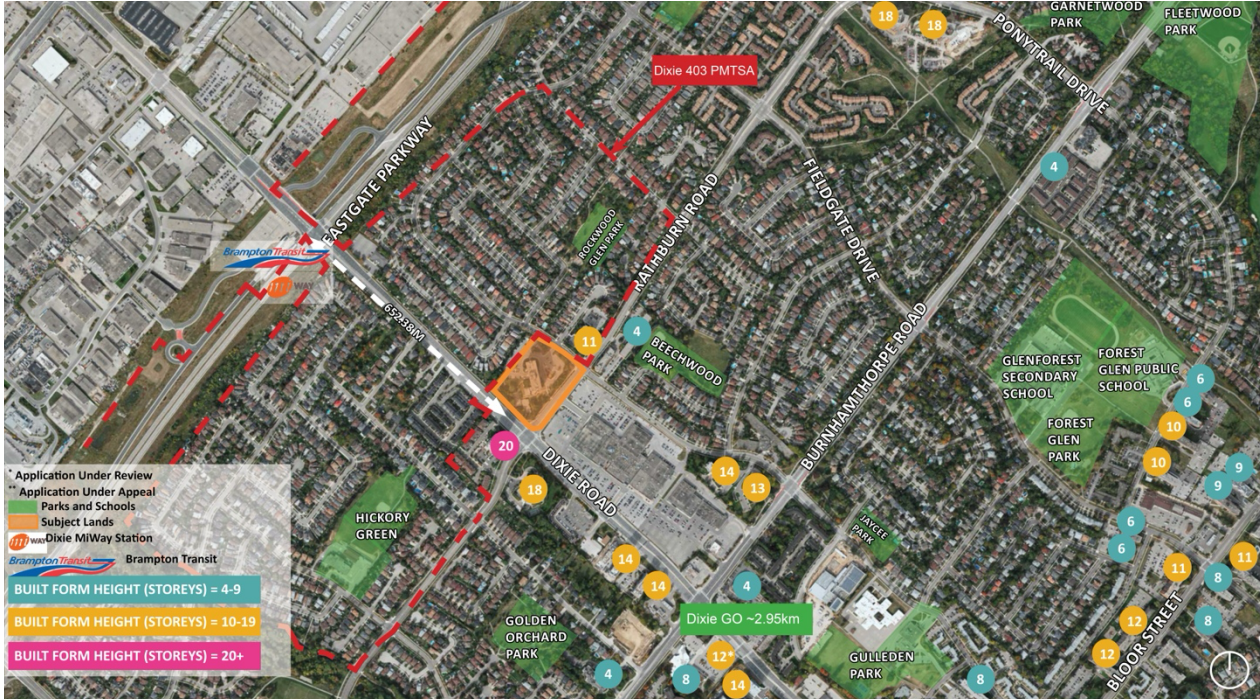 GARNETWOOD
PARK
FLEETWOOD
PARK
18
18
PONYTRAIL DRIVE
Dixie 403 PMTSA
4
EASTGATE PARKWAY
FIELDGATE DRIVE
RATHBURN ROAD
ROCKWOOD
GLEN PARK
BramptonTransit
WAY
652.38 M
11
4
BEECHWOOD
PARK
BURNHAMTHORPE ROAD
GLENFOREST
SECONDARY
SCHOOL
FOREST
GLEN PUBLIC
SCHOOL
6
6
10
FOREST
GLEN
PARK
10
9
9
20
DIXIE ROAD
14
13
18
6
6
HICKORY
GREEN
JAYCEE
PARK
11
11
8
14
14
4
Dixie GO ~2.95km
GOLDEN
ORCHARD
PARK
12
8
12
BLOOR STREET
12*
GULLEDEN
PARK
4
8
14
8
* Application Under Review
** Application Under Appeal
Parks and Schools
Subject Lands
WAY Dixie MiWay Station
BramptonTransit Brampton Transit
BUILT FORM HEIGHT (STOREYS) = 4-9
BUILT FORM HEIGHT (STOREYS) = 10-19
BUILT FORM HEIGHT (STOREYS) = 20+